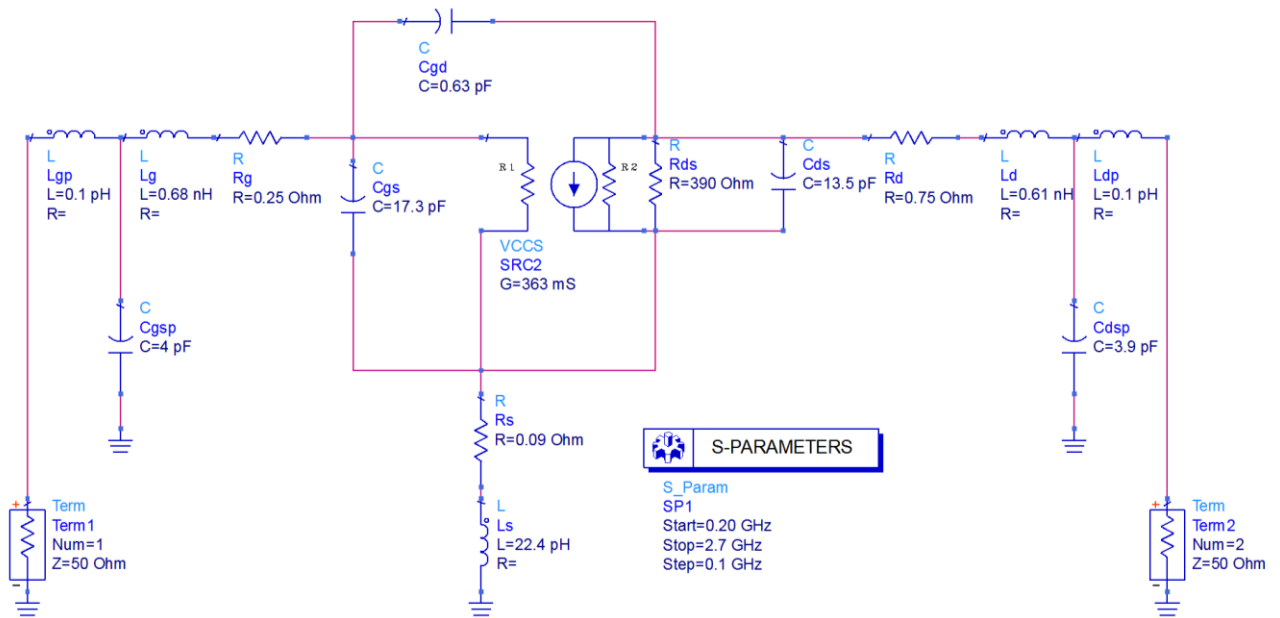 C
Cgd
C=0.63 pF
L
Lgp
L=0.1 pH
R=
L
Lg
L=0.68 nH
R=
R
Rg
R=0.25 Ohm
C
Cgs
C=17.3 pF
R1
R2
VCCS
SRC2
G=363 mS
R
Rds
R=390 Ohm
C
Cds
C=13.5 pF
R
Rd
R=0.75 Ohm
L
Ld
L=0.61 nH
R=
L
Ldp
L=0.1 pH
R=
C
Cgsp
C=4 pF
C
Cdsp
C=3.9 pF
R
Rs
R=0.09 Ohm
L
Ls
L=22.4 pH
R=
S-PARAMETERS
S_Param
SP1
Start=0.20 GHz
Stop=2.7 GHz
Step=0.1 GHz
+
Term
Term1
Num=1
Z=50 Ohm
-
+
Term
Term2
Num=2
Z=50 Ohm
-